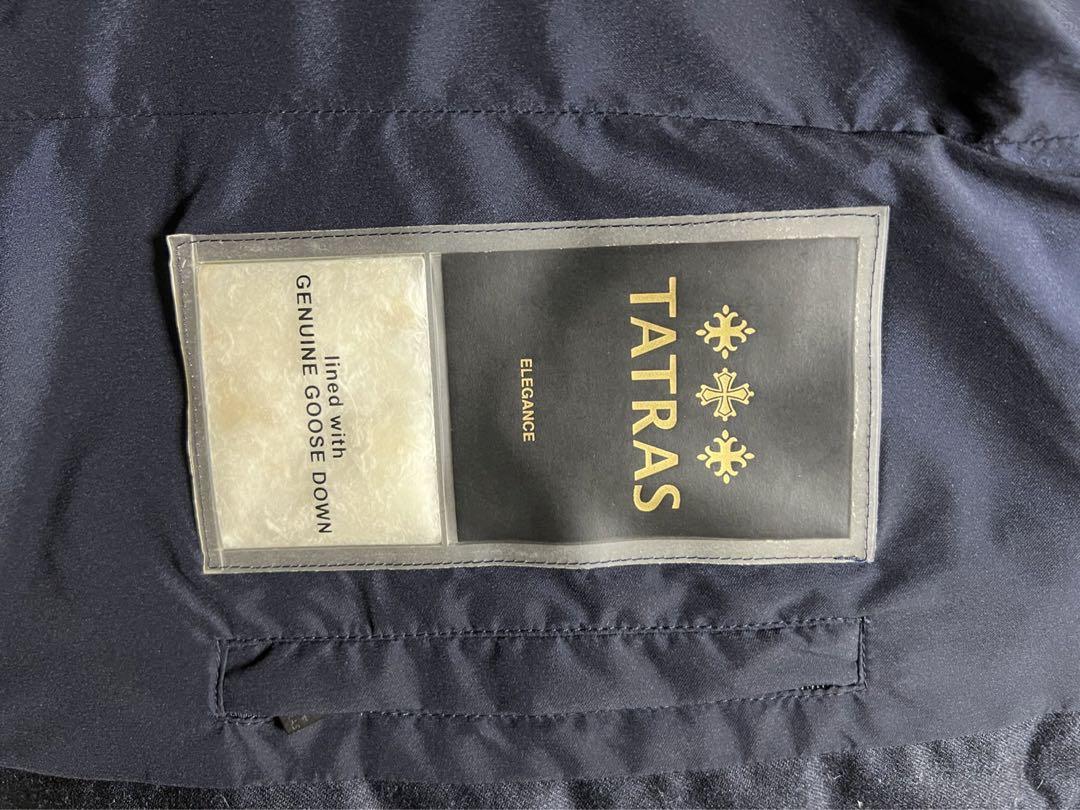 TATRAS
ELEGANCE
lined with
GENUINE GOOSE DOWN